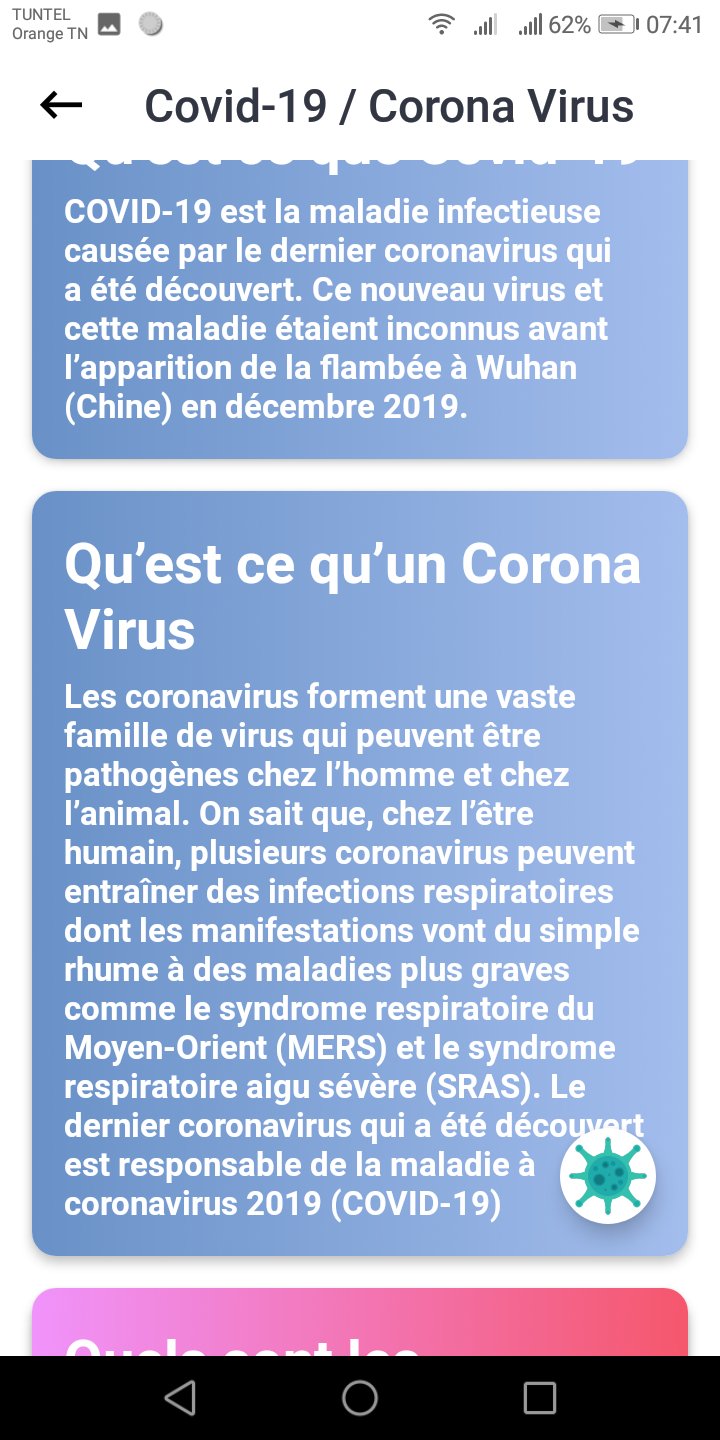 TUNTEL
Orange TN
62%
07:41
Covid-19 / Corona Virus
COVID-19 est la maladie infectieuse
causée par le dernier coronavirus qui
a été découvert. Ce nouveau virus et
cette maladie étaient inconnus avant
l’apparition de la flambée à Wuhan
(Chine) en décembre 2019.
Qu’est ce qu’un Corona
Virus
Les coronavirus forment une vaste
famille de virus qui peuvent être
pathogènes chez l’homme et chez
l’animal. On sait que, chez l’être
humain, plusieurs coronavirus peuvent
entraîner des infections respiratoires
dont les manifestations vont du simple
rhume à des maladies plus graves
comme le syndrome respiratoire du
Moyen-Orient (MERS) et le syndrome
respiratoire aigu sévère (SRAS). Le
dernier coronavirus qui a été découvert
est responsable de la maladie à
coronavirus 2019 (COVID-19)